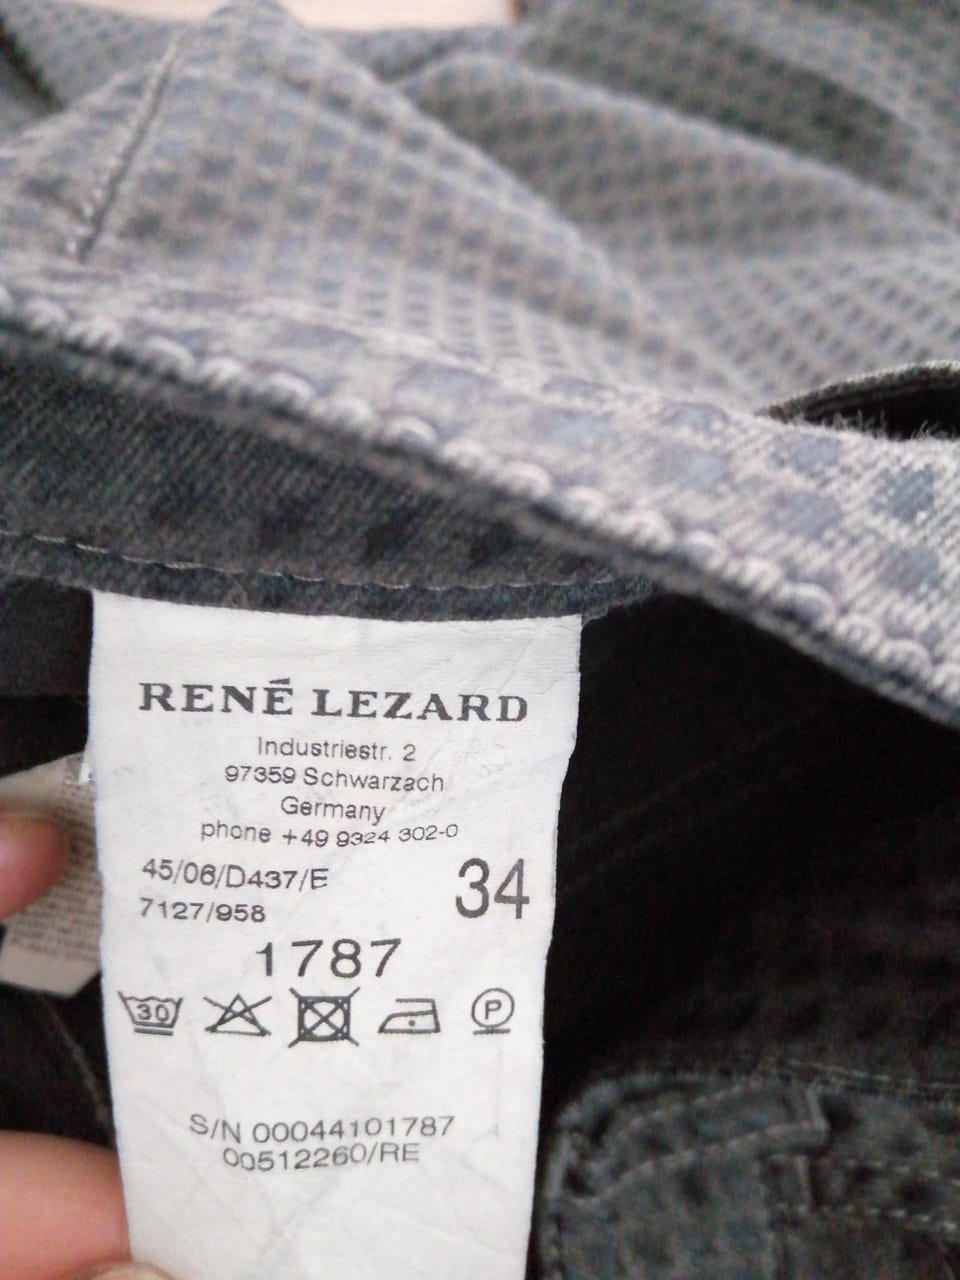 RENÉ LEZARD
Industriestr. 2
97359 Schwarzach
Germany
phone +49 9324 302-0
45/06/D437/E
34
7127/958
1787
30
P
S/N 00044101787
00512260/RE